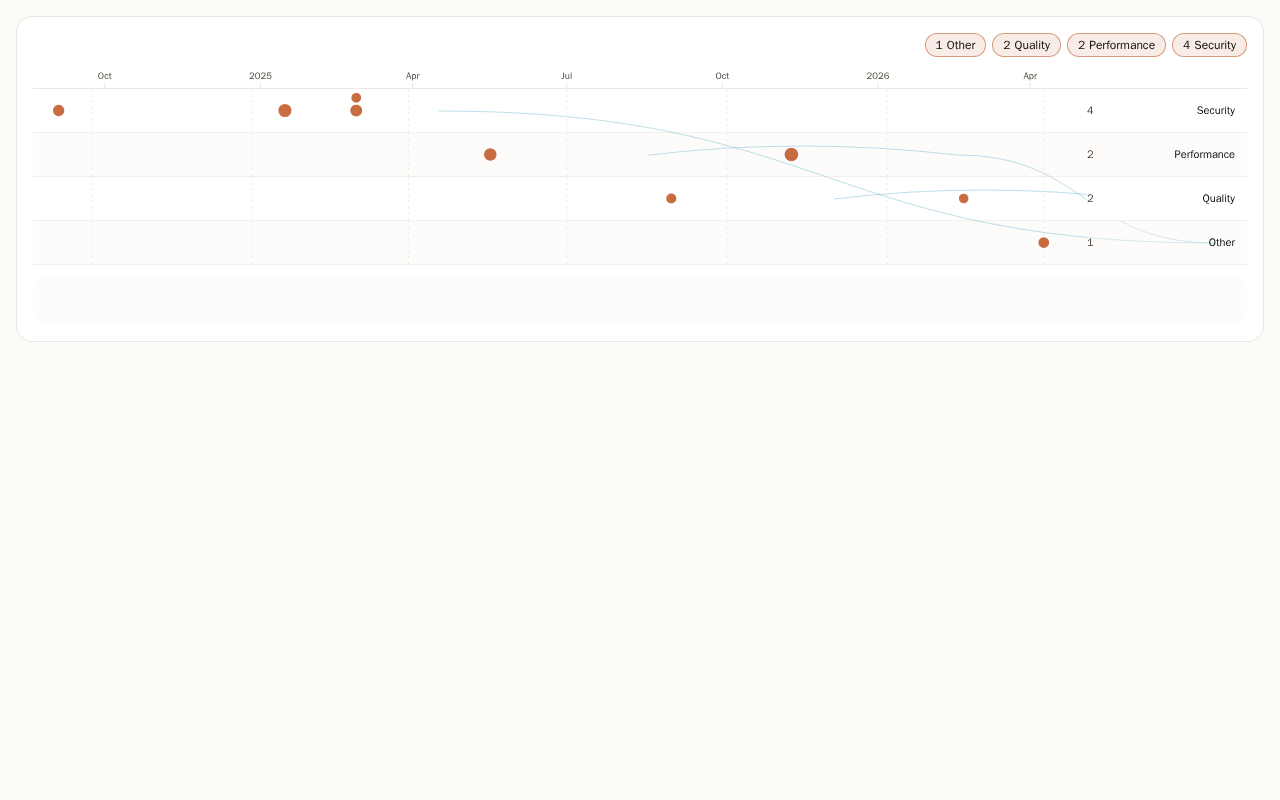 1 Other 2 Quality 2 Performance 4 Security
Oct 2025 Apr Jul Oct 2026 Apr
4 Security
2 Performance
2 Quality
1 Other